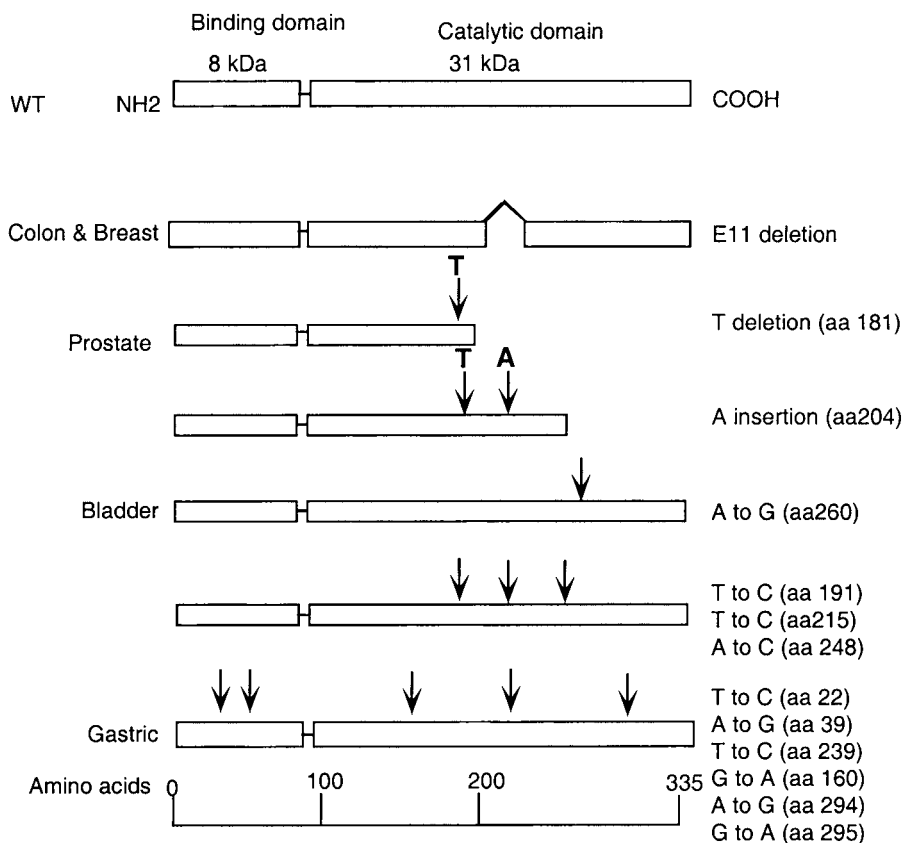 Binding domain Catalytic domain
8 kDa 31 kDa
WT NH2 COOH
Colon & Breast E11 deletion
T
Prostate T deletion (aa 181)
T A
A insertion (aa204)
Bladder A to G (aa260)
T to C (aa 191)
T to C (aa215)
A to C (aa 248)
T to C (aa 22)
Gastric A to G (aa 39)
T to C (aa 239)
Amino acids 0 100 200 335 G to A (aa 160)
A to G (aa 294)
G to A (aa 295)